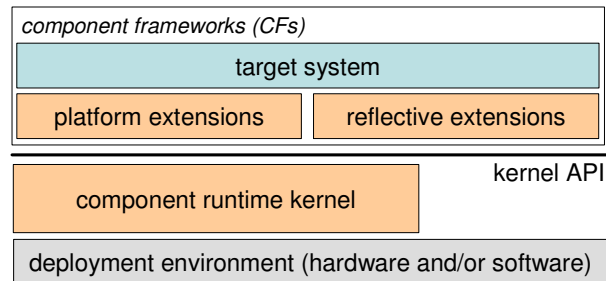 component frameworks (CFs)
target system
platform extensions
reflective extensions
kernel API
component runtime kernel
deployment environment (hardware and/or software)